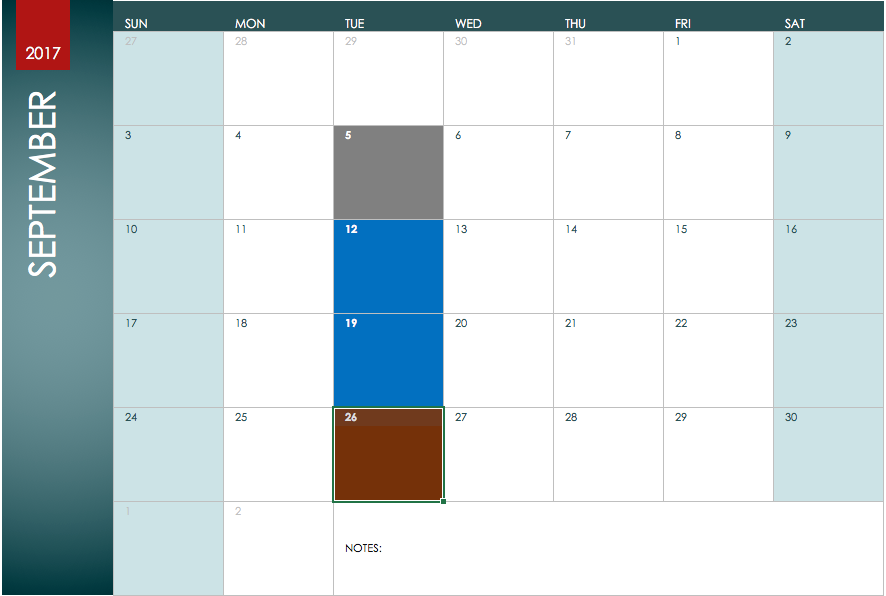 2017
SEPTEMBER
SUN MON TUE WED THU FRI SAT
27 28 29 30 31 1 2
3 4 5 6 7 8 9
10 11 12 13 14 15 16
17 18 19 20 21 22 23
24 25 26 27 28 29 30
1 2
NOTES: